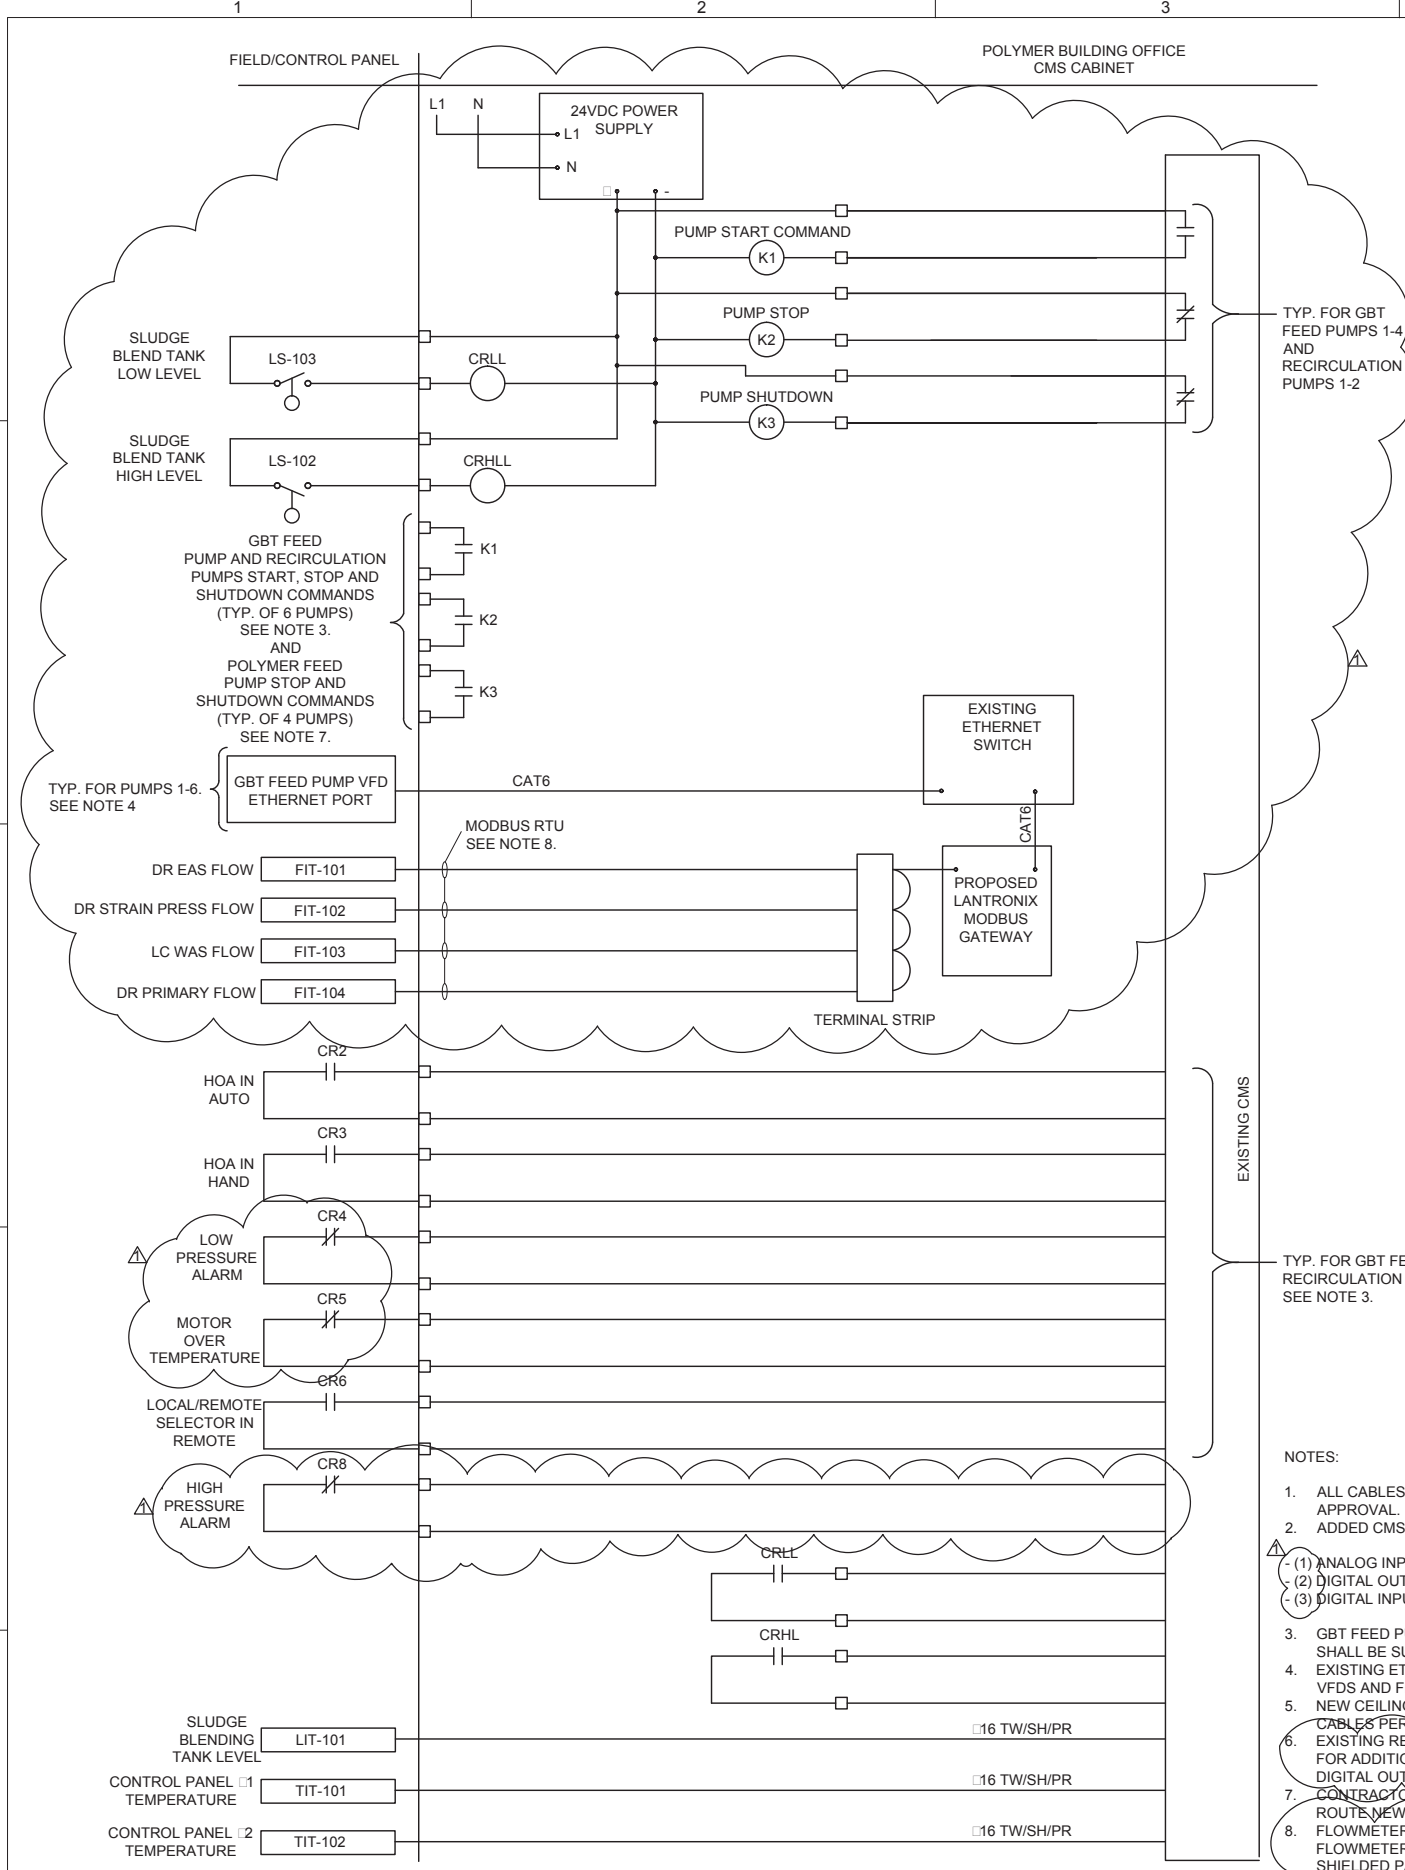 1
2
3
FIELD/CONTROL PANEL
POLYMER BUILDING OFFICE
CMS CABINET
L1
N
24VDC POWER
SUPPLY
L1
N
-
PUMP START COMMAND
K1
PUMP STOP
K2
PUMP SHUTDOWN
K3
TYP. FOR GBT
FEED PUMPS 1-4
AND
RECIRCULATION
PUMPS 1-2
SLUDGE
BLEND TANK
LOW LEVEL
LS-103
CRLL
SLUDGE
BLEND TANK
HIGH LEVEL
LS-102
CRHLL
GBT FEED
PUMP AND RECIRCULATION
PUMPS START, STOP AND
SHUTDOWN COMMANDS
(TYP. OF 6 PUMPS)
SEE NOTE 3.
AND
POLYMER FEED
PUMP STOP AND
SHUTDOWN COMMANDS
(TYP. OF 4 PUMPS)
SEE NOTE 7.
K1
K2
K3
1
EXISTING
ETHERNET
SWITCH
TYP. FOR PUMPS 1-6.
SEE NOTE 4
GBT FEED PUMP VFD
ETHERNET PORT
CAT6
CAT6
MODBUS RTU
SEE NOTE 8.
DR EAS FLOW
FIT-101
DR STRAIN PRESS FLOW
FIT-102
LC WAS FLOW
FIT-103
DR PRIMARY FLOW
FIT-104
PROPOSED
LANTRONIX
MODBUS
GATEWAY
TERMINAL STRIP
HOA IN
AUTO
CR2
HOA IN
HAND
CR3
EXISTING CMS
1
LOW
PRESSURE
ALARM
CR4
MOTOR
OVER
TEMPERATURE
CR5
TYP. FOR GBT FE
RECIRCULATION
SEE NOTE 3.
LOCAL/REMOTE
SELECTOR IN
REMOTE
CR6
1
HIGH
PRESSURE
ALARM
CR8
CRLL
CRHL
SLUDGE
BLENDING
TANK LEVEL
LIT-101
16 TW/SH/PR
CONTROL PANEL 1
TEMPERATURE
TIT-101
16 TW/SH/PR
CONTROL PANEL 2
TEMPERATURE
TIT-102
16 TW/SH/PR
NOTES:
1. ALL CABLES
APPROVAL.
2. ADDED CMS
1
- (1) ANALOG INP
- (2) DIGITAL OUT
- (3) DIGITAL INPU
3. GBT FEED PU
SHALL BE SU
4. EXISTING ET
VFDS AND F
5. NEW CEILING
CABLES PER
6. EXISTING RE
FOR ADDITIO
DIGITAL OUT
7. CONTRACTO
ROUTE NEW
8. FLOWMETER
FLOWMETER
SHIELDED PA